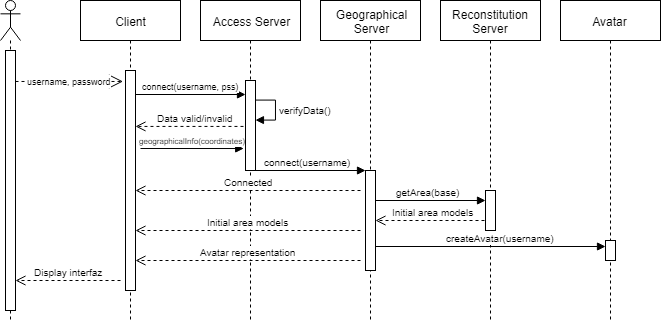 Client
Access Server
Geographical
Server
Reconstitution
Server
Avatar
username, password
connect(username, pss)
verifyData()
Data valid/invalid
geographicalInfo(coordinates)
connect(username)
Connected
getArea(base)
Initial area models
Initial area models
createAvatar(username)
Avatar representation
Display interfaz